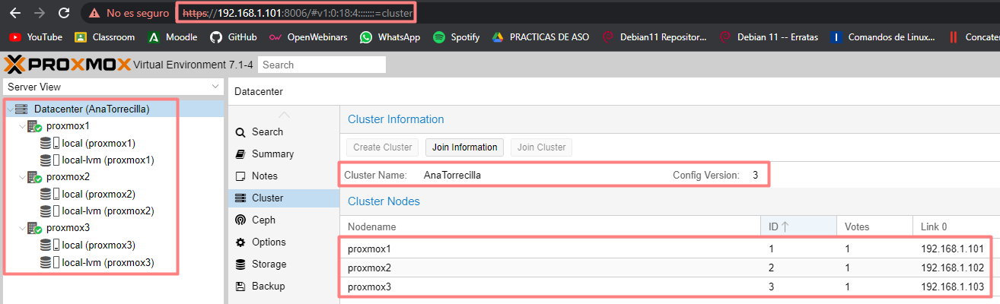 No es seguro https://192.168.1.101:8006/#v1:0:18:4:::::::=cluster
YouTube Classroom Moodle GitHub OpenWebinars WhatsApp Spotify PRACTICAS DE ASO Debian11 Repositor... Debian 11 -- Erratas Comandos de Linux... Concaten
PROXMOX Virtual Environment 7.1-4 Search
Server View
Datacenter (AnaTorrecilla)
proxmox1
local (proxmox1)
local-lvm (proxmox1)
proxmox2
local (proxmox2)
local-lvm (proxmox2)
proxmox3
local (proxmox3)
local-lvm (proxmox3)
Datacenter
Search
Summary
Notes
Cluster
Ceph
Options
Storage
Backup
Cluster Information
Create Cluster Join Information Join Cluster
Cluster Name: AnaTorrecilla Config Version: 3
Cluster Nodes
Nodename ID Votes Link 0
proxmox1 1 1 192.168.1.101
proxmox2 2 1 192.168.1.102
proxmox3 3 1 192.168.1.103